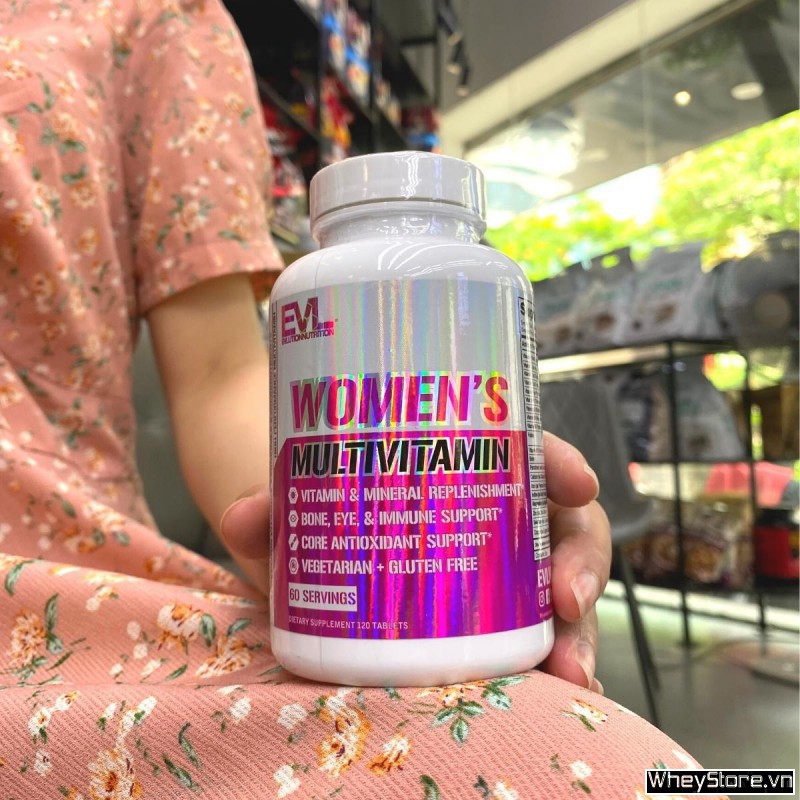 EVL
EVLUTIONNUTRITION
WOMEN'S
MULTIVITAMIN
VITAMIN & MINERAL REPLENISHMENT*
BONE, EYE, & IMMUNE SUPPORT*
CORE ANTIOXIDANT SUPPORT*
VEGETARIAN + GLUTEN FREE
60 SERVINGS
DIETARY SUPPLEMENT 120 TABLETS
WheyStore.vn